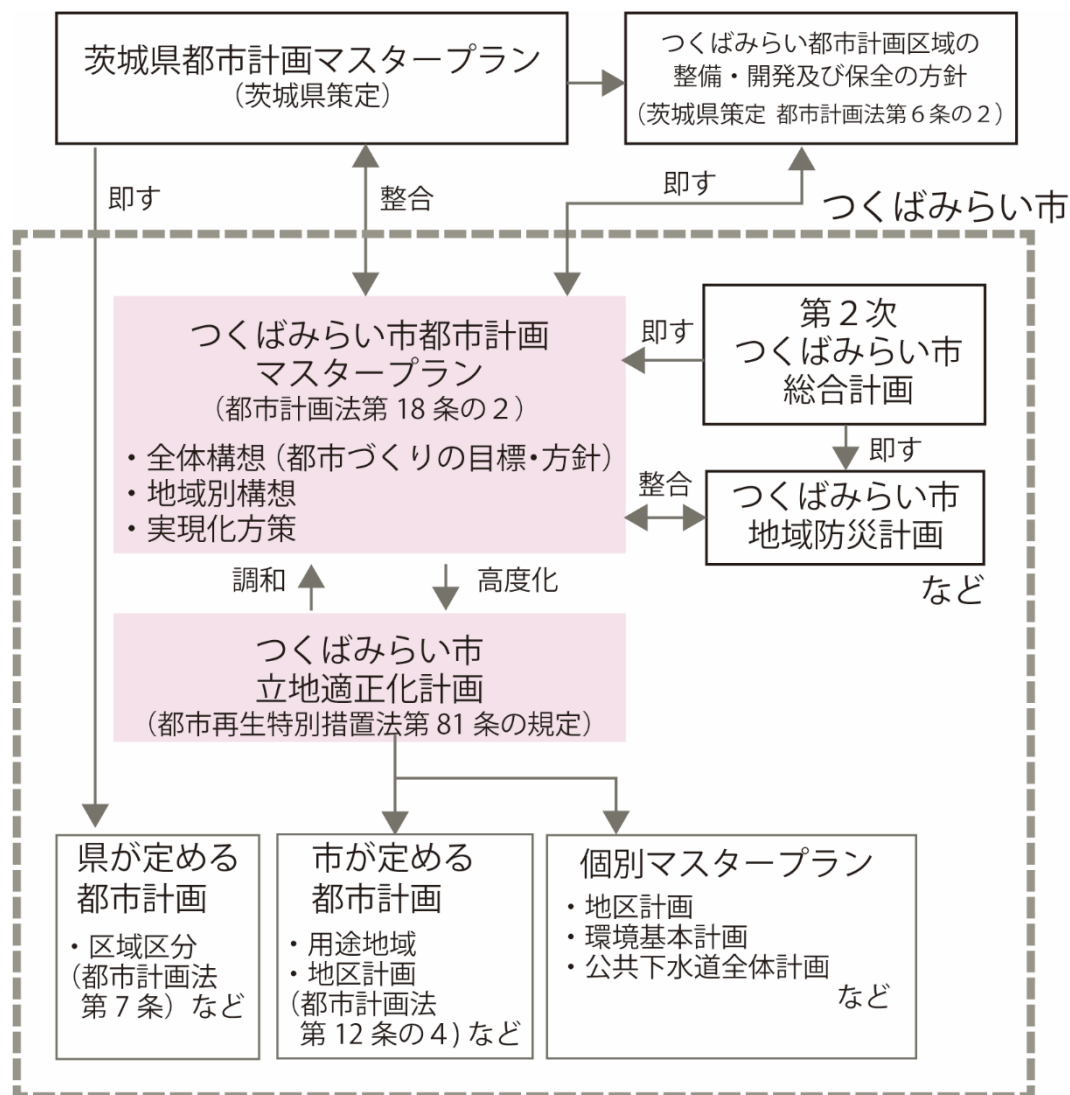 茨城県都市計画マスタープラン
（茨城県策定）
つくばみらい都市計画区域の
整備・開発及び保全の方針
（茨城県策定 都市計画法第６条の２）
即す
整合
即す
つくばみらい市
つくばみらい市都市計画
マスタープラン
（都市計画法第 18 条の２）
・全体構想（都市づくりの目標・方針）
・地域別構想
・実現化方策
即す
第２次
つくばみらい市
総合計画
即す
整合
つくばみらい市
地域防災計画
など
調和
高度化
つくばみらい市
立地適正化計画
（都市再生特別措置法第 81 条の規定）
県が定める
都市計画
・区域区分
（都市計画法
第７条）など
市が定める
都市計画
・用途地域
・地区計画
（都市計画法
第 12 条の４) など
個別マスタープラン
・地区計画
・環境基本計画
・公共下水道全体計画
など